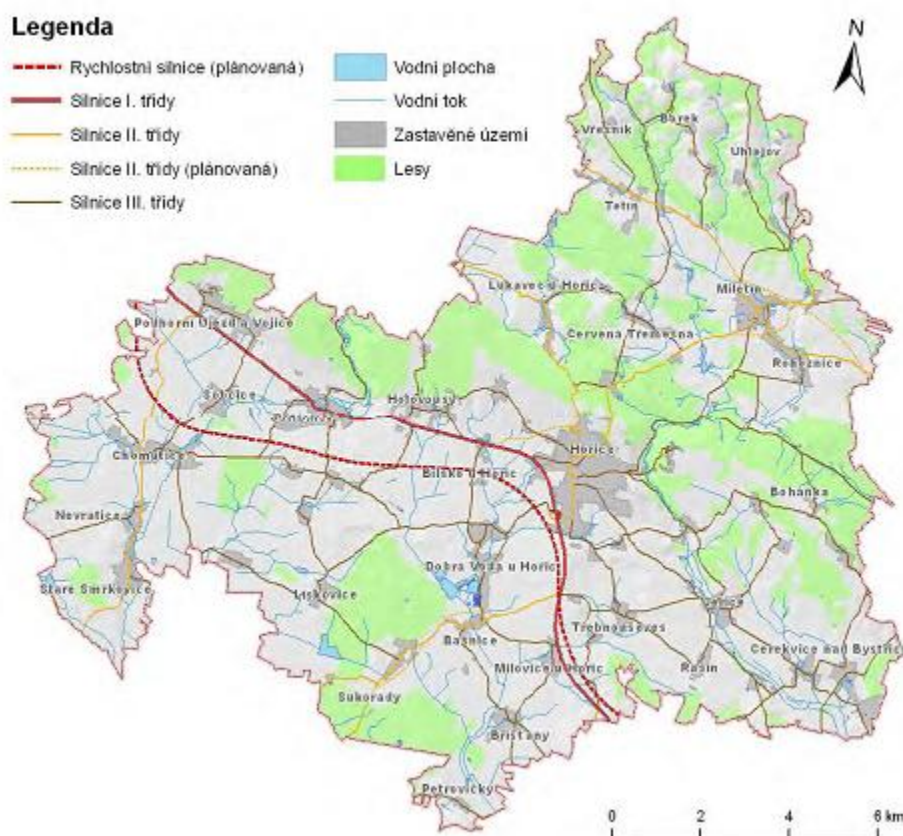 Legenda
N
Rychlostní silnice (plánovaná)
Vodní plocha
Silnice I. třídy
Vodní tok
Silnice II. třídy
Zastavěné území
Silnice II. třídy (plánovaná)
Lesy
Silnice III. třídy
Vřesník
Borek
Uhlejov
Tetín
Lukavec u Hořic
Miletín
Podhorní Újezd a Vojice
Červená Třemešná
Rohoznice
Sobčice
Holovousy
Chomutice
Hořice
Bílsko u Hořic
Boháňka
Nevratice
Dobrá Voda u Hořic
Staré Smrkovice
Lískovice
Třebnouševes
Bašnice
Cerekvice nad Bystřic
Milovice u Hořic
Rašín
Sukorady
Bříšťany
Petrovičky
0 2 4 6 km